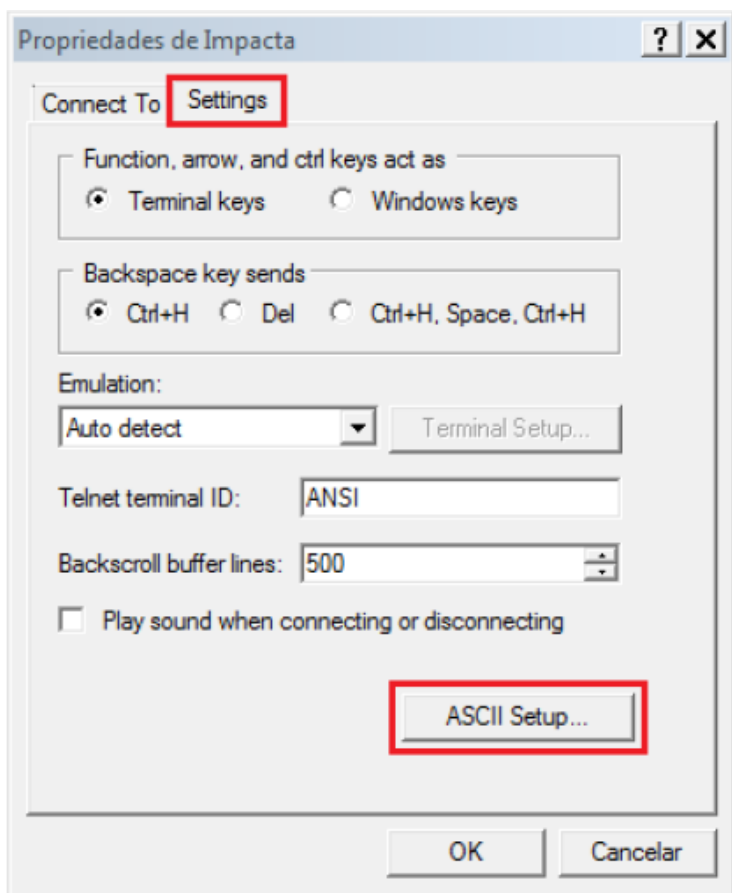 Propriedades de Impacta
Connect To Settings
Function, arrow, and ctrl keys act as
Terminal keys Windows keys
Backspace key sends
Ctrl+H Del Ctrl+H, Space, Ctrl+H
Emulation:
Auto detect Terminal Setup...
Telnet terminal ID: ANSI
Backscroll buffer lines: 500
Play sound when connecting or disconnecting
ASCII Setup...
OK Cancelar